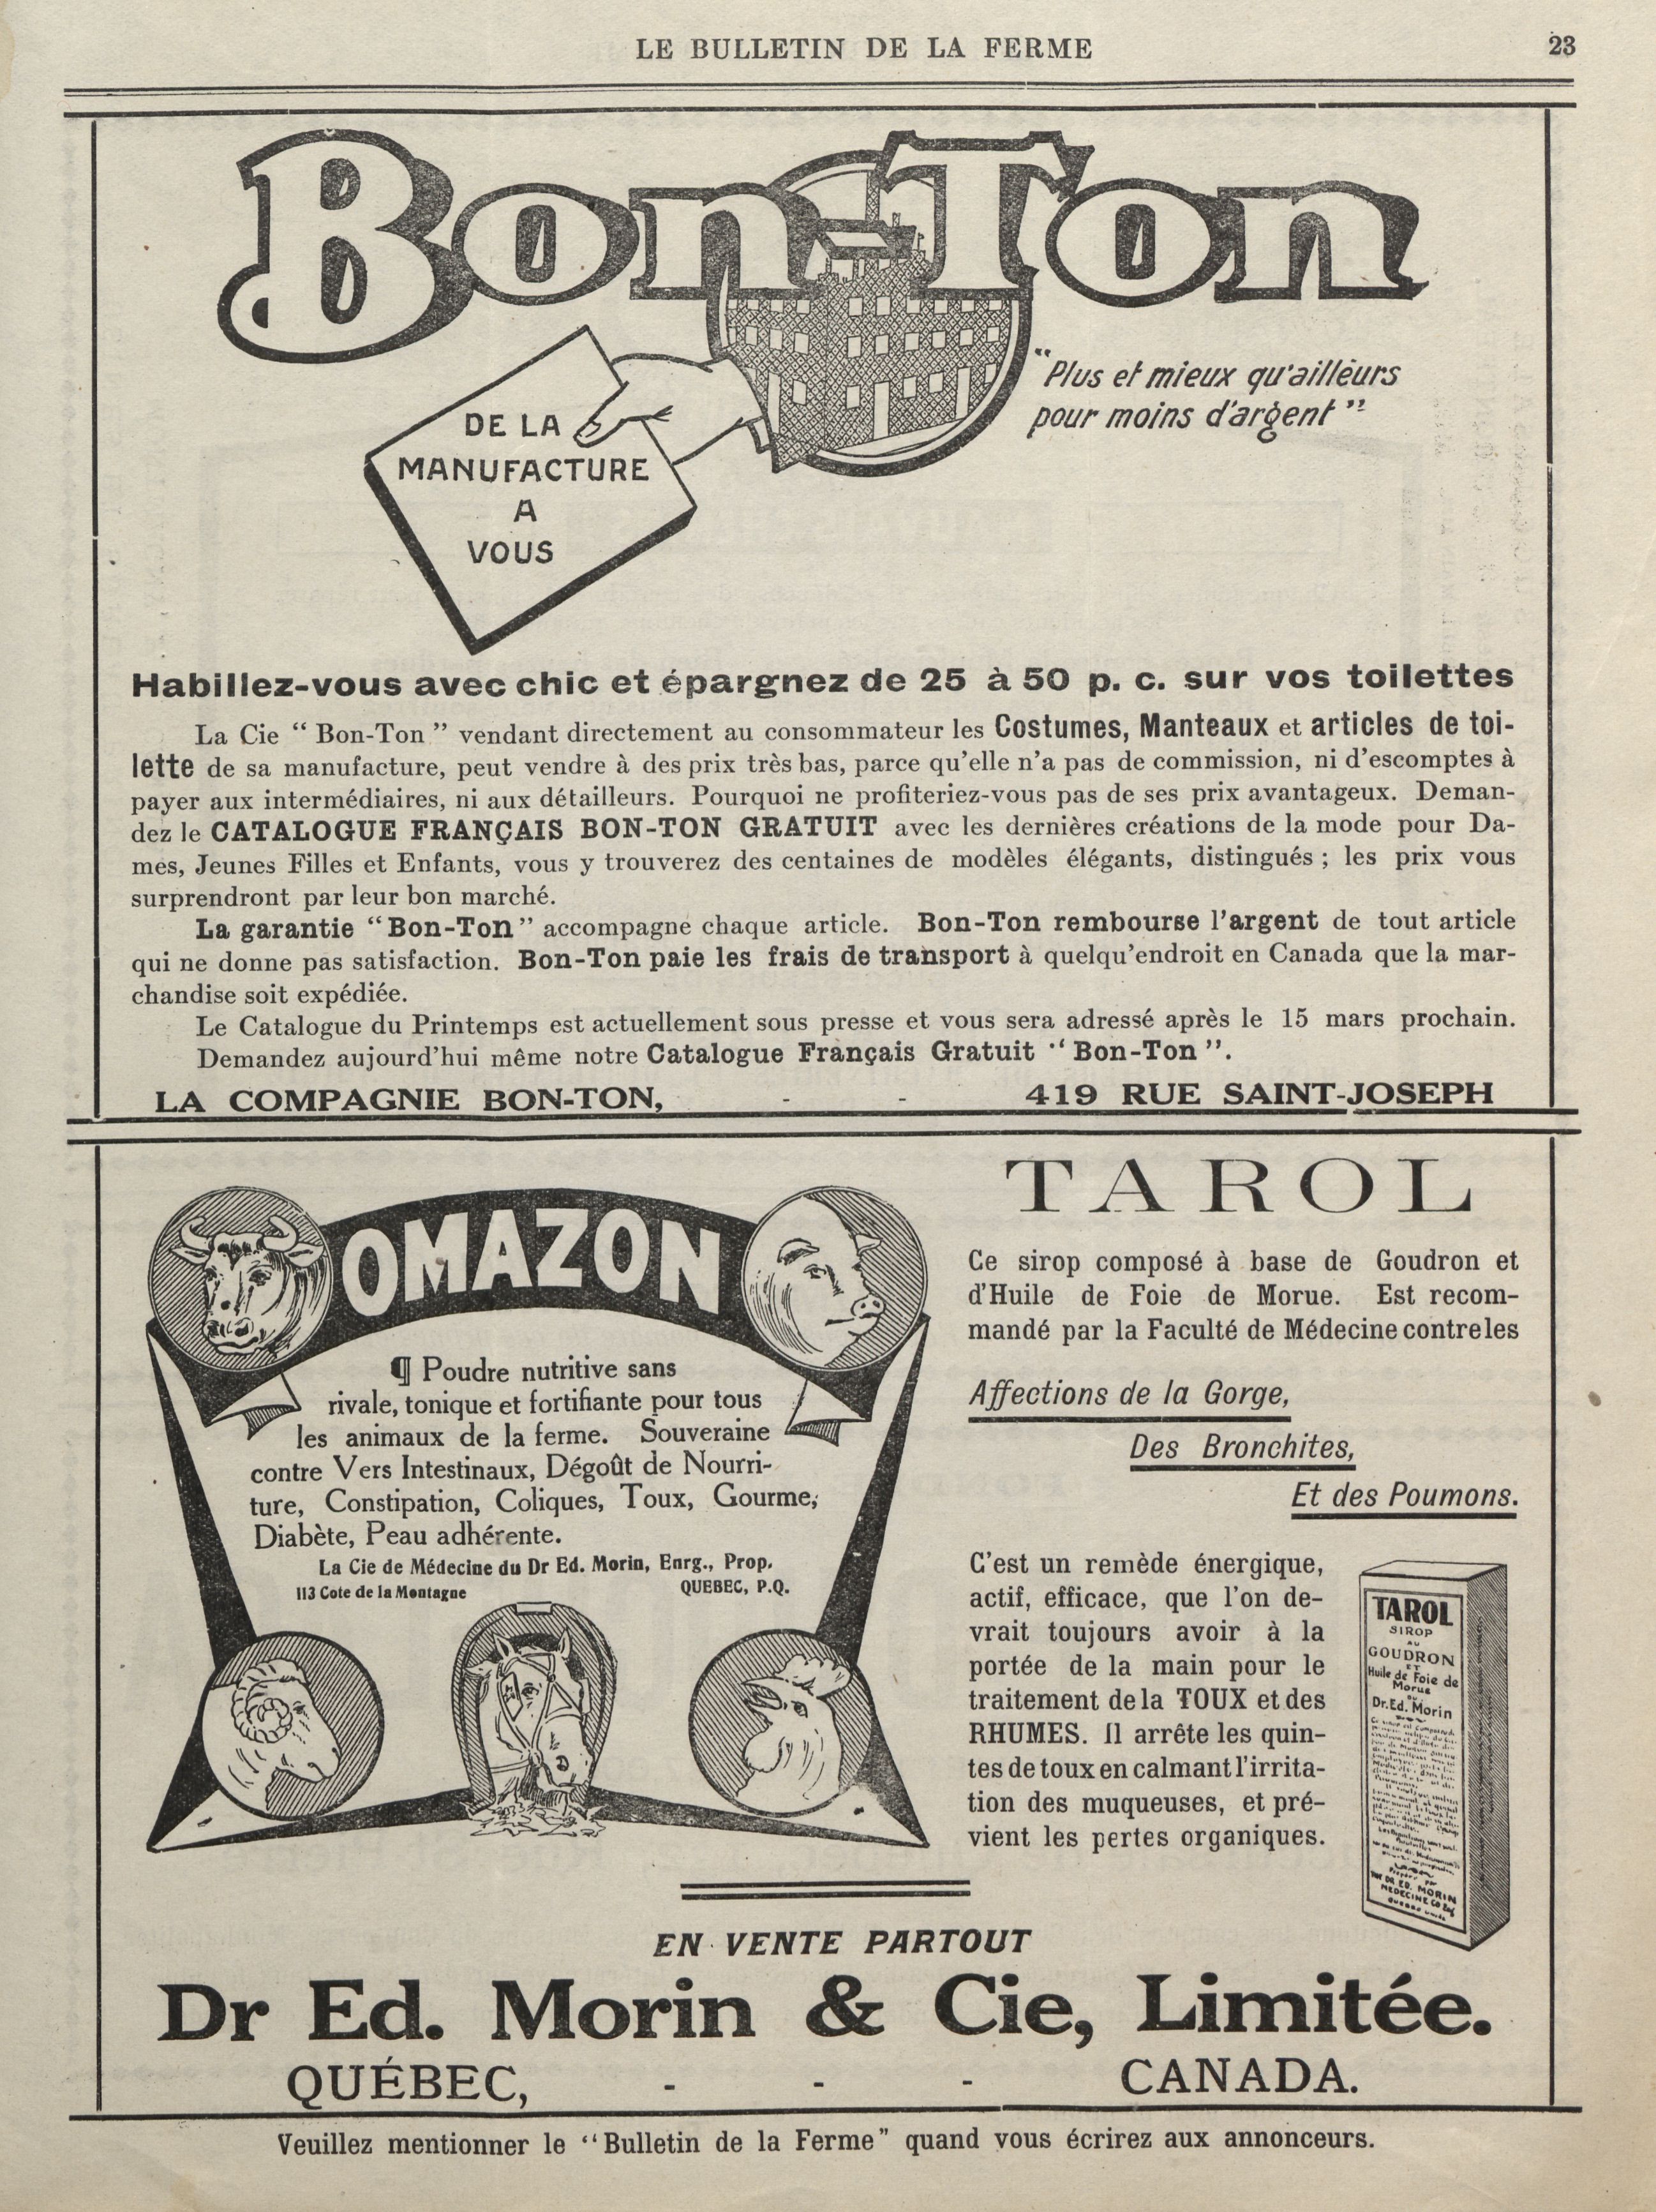 LE BULLETIN DE LA FERME 23
Bon-Ton
"Plus et mieux qu'ailleurs
pour moins d'argent"
DE LA
MANUFACTURE
A
VOUS
Habillez-vous avec chic et épargnez de 25 à 50 p. c. sur vos toilettes
La Cie “ Bon-Ton ” vendant directement au consommateur les Costumes, Manteaux et articles de toi-
lette de sa manufacture, peut vendre à des prix très bas, parce qu'elle n'a pas de commission, ni d'escomptes à
payer aux intermédiaires, ni aux détailleurs. Pourquoi ne profiteriez-vous pas de ses prix avantageux. Deman-
dez le CATALOGUE FRANÇAIS BON-TON GRATUIT avec les dernières créations de la mode pour Da-
mes, Jeunes Filles et Enfants, vous y trouverez des centaines de modèles élégants, distingués ; les prix vous
surprendront par leur bon marché.
La garantie “Bon-Ton” accompagne chaque article. Bon-Ton rembourse l'argent de tout article
qui ne donne pas satisfaction. Bon-Ton paie les frais de transport à quelqu'endroit en Canada que la mar-
chandise soit expédiée.
Le Catalogue du Printemps est actuellement sous presse et vous sera adressé après le 15 mars prochain.
Demandez aujourd'hui même notre Catalogue Français Gratuit “Bon-Ton”.
LA COMPAGNIE BON-TON, - - 419 RUE SAINT-JOSEPH
OMAZON
¶ Poudre nutritive sans
rivale, tonique et fortifiante pour tous
les animaux de la ferme. Souveraine
contre Vers Intestinaux, Dégoût de Nourri-
ture, Constipation, Coliques, Toux, Gourme,
Diabète, Peau adhérente.
La Cie de Médecine du Dr Ed. Morin, Enrg., Prop.
113 Cote de la Montagne QUEBEC, P.Q.
TAROL
Ce sirop composé à base de Goudron et
d'Huile de Foie de Morue. Est recom-
mandé par la Faculté de Médecine contre les
Affections de la Gorge,
Des Bronchites,
Et des Poumons.
C'est un remède énergique,
actif, efficace, que l'on de-
vrait toujours avoir à la
portée de la main pour le
traitement de la TOUX et des
RHUMES. Il arrête les quin-
tes de toux en calmant l'irrita-
tion des muqueuses, et pré-
vient les pertes organiques.
TAROL
SIROP
AU
GOUDRON
ET
Huile de Foie de
Morue
Dr. Ed. Morin
DR ED. MORIN
MEDECINE CO
EN VENTE PARTOUT
Dr Ed. Morin & Cie, Limitée.
QUÉBEC, - - - CANADA.
Veuillez mentionner le “Bulletin de la Ferme” quand vous écrirez aux annonceurs.